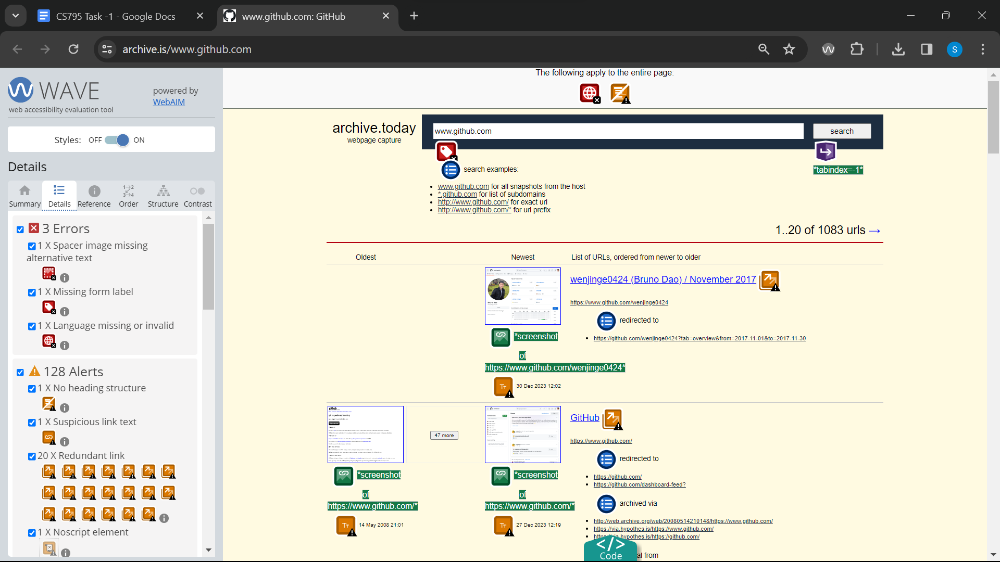 CS795 Task -1 - Google Docs
www.github.com: GitHub
archive.is/www.github.com
S
WAVE
web accessibility evaluation tool
powered by
WebAIM
Styles: OFF ON
Details
Summary Details Reference Order Structure Contrast
3 Errors
1 X Spacer image missing
alternative text
1 X Missing form label
1 X Language missing or invalid
128 Alerts
1 X No heading structure
1 X Suspicious link text
20 X Redundant link
1 X Noscript element
The following apply to the entire page:
archive.today
webpage capture
www.github.com
search
*tabindex=-1*
search examples:
www.github.com for all snapshots from the host
*.github.com for list of subdomains
http://www.github.com/ for exact url
http://www.github.com/* for url prefix
1..20 of 1083 urls →
Oldest Newest List of URLs, ordered from newer to older
wenjinge0424 (Bruno Dao) / November 2017
https://www.github.com/wenjinge0424
redirected to
https://github.com/wenjinge0424?tab=overview&from=2017-11-01&to=2017-11-30
*screenshot
of
https://www.github.com/wenjinge0424*
30 Dec 2023 12:02
47 more
GitHub
https://www.github.com/
redirected to
https://github.com/
https://github.com/dashboard-feed?
archived via
http://web.archive.org/web/20080514210148/https://www.github.com/
https://via.hypothes.is/https://www.github.com/
*screenshot
of
https://www.github.com/*
14 May 2008 21:01
*screenshot
of
https://www.github.com/*
27 Dec 2023 12:19
</> Code
al from